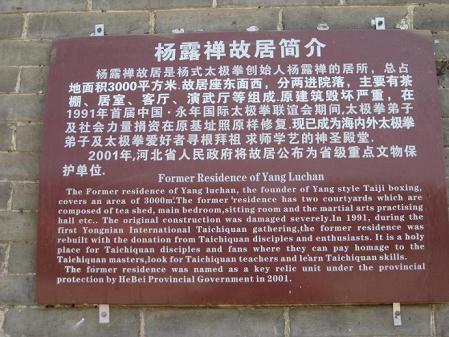 杨露禅故居简介
杨露禅故居是杨式太极拳创始人杨露禅的居所，总占
地面积3000平方米.故居座东面西，分两进院落，主要有茶
棚、居室、客厅、演武厅等组成.原建筑毁坏严重，在
1991年首届中国·永年国际太极拳联谊会期间.太极拳弟子
及社会力量捐资在原基址照原样修复.现已成为海内外太极拳
弟子及太极拳爱好者寻根拜祖 求师学艺的神圣殿堂.
2001年,河北省人民政府将故居公布为省级重点文物保
护单位.
Former Residence of Yang Luchan
The Former residence of Yang luchan, the founder of Yang style Taiji boxing,
covers an area of 3000㎡.The former residence has two courtyards which are
composed of tea shed, main bedroom,sitting room and the martial arts practising
hall etc.. The original construction was damaged severely.In 1991, during the
first Yongnian International Taichiquan gathering,the former residence was
rebuilt with the donation from Taichiquan disciples and enthusiasts. It is a holy
place for Taichiquan disciples and fans where they can pay homage to the
Taichiquan masters,look for Taichiquan teachers and learn Taichiquan skills.
The former residence was named as a key relic unit under the provincial
protection by HeBei Provincial Government in 2001.